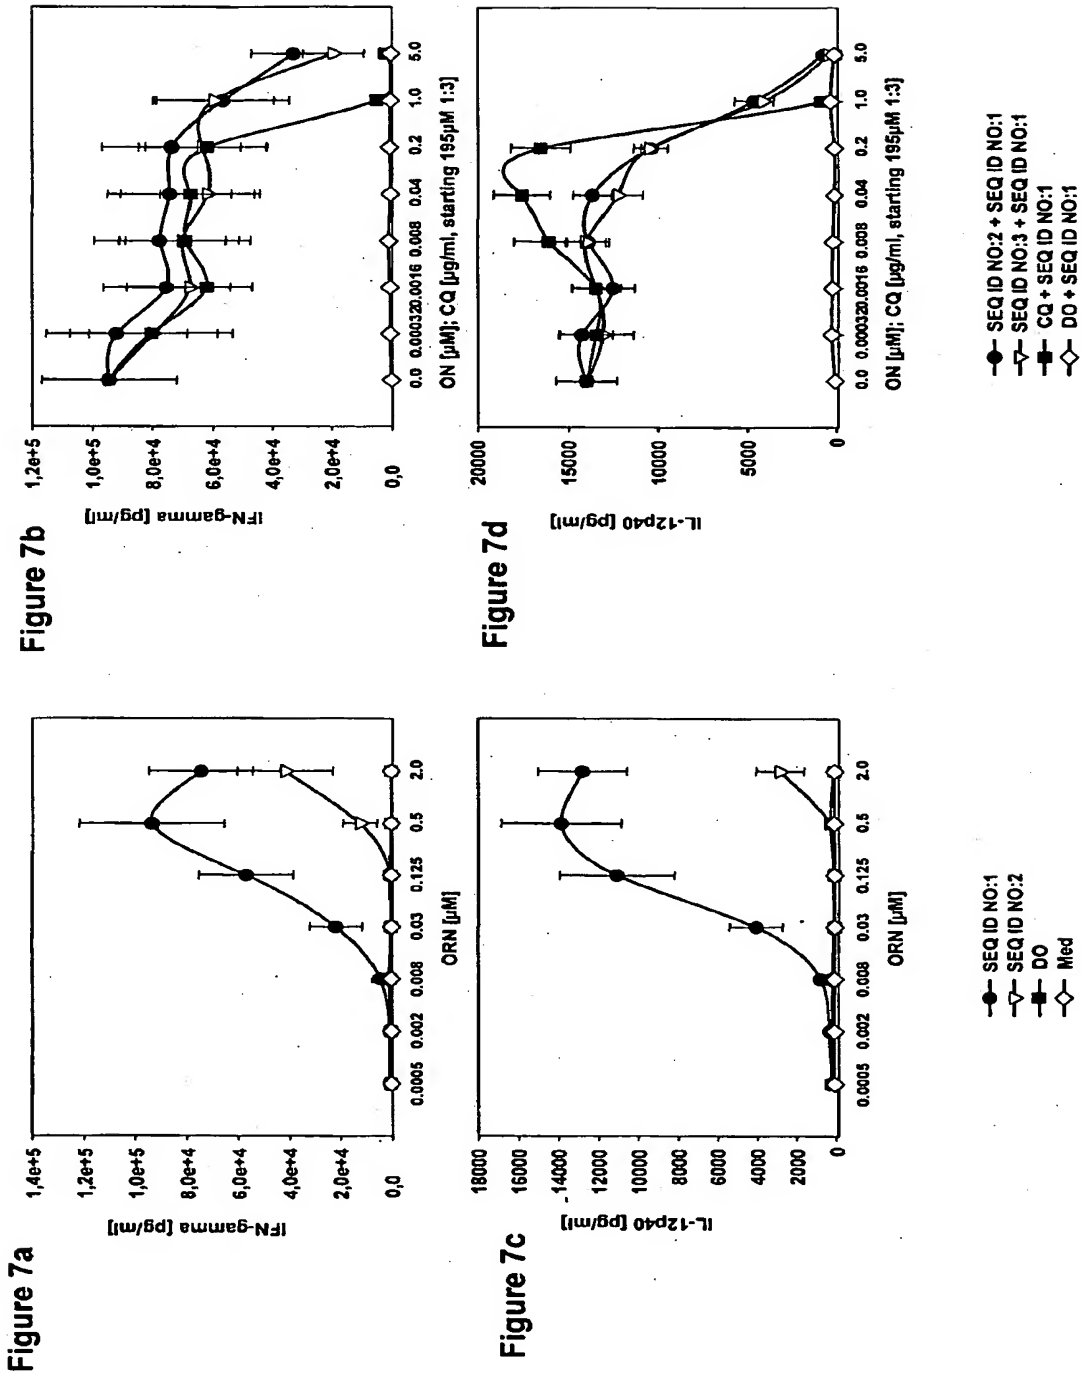 Figure 7a
IFN-gamma [pg/ml]
1,4e+5
1,2e+5
1,0e+5
8,0e+4
6,0e+4
4,0e+4
2,0e+4
0,0
0.0005 0.002 0.008 0.03 0.125 0.5 2.0
ORN [µM]
Figure 7b
IFN-gamma [pg/ml]
1,2e+5
1,0e+5
8,0e+4
6,0e+4
4,0e+4
2,0e+4
0,0
0.0 0.00032 0.0016 0.008 0.04 0.2 1.0 5.0
ON [µM]; CQ [µg/ml, starting 195µM 1:3]
Figure 7c
IL-12p40 [pg/ml]
18000
16000
14000
12000
10000
8000
6000
4000
2000
0
0.0005 0.002 0.008 0.03 0.125 0.5 2.0
ORN [µM]
SEQ ID NO:1
SEQ ID NO:2
DO
Med
Figure 7d
IL-12p40 [pg/ml]
20000
15000
10000
5000
0
0.0 0.00032 0.0016 0.008 0.04 0.2 1.0 5.0
ON [µM]; CQ [µg/ml, starting 195µM 1:3]
SEQ ID NO:2 + SEQ ID NO:1
SEQ ID NO:3 + SEQ ID NO:1
CQ + SEQ ID NO:1
DO + SEQ ID NO:1